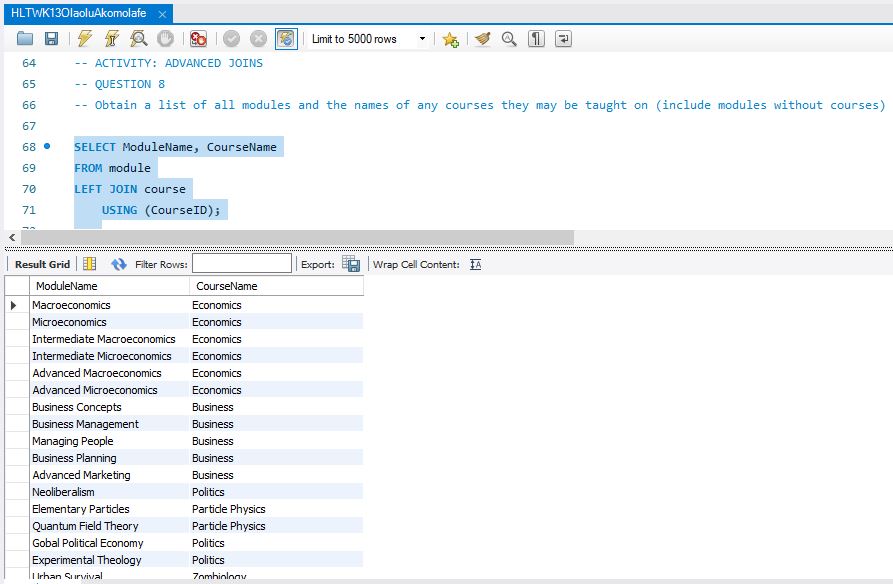 HLTWK13OlaoluAkomolafe
Limit to 5000 rows
64 -- ACTIVITY: ADVANCED JOINS
65 -- QUESTION 8
66 -- Obtain a list of all modules and the names of any courses they may be taught on (include modules without courses)
67
68 SELECT ModuleName, CourseName
69 FROM module
70 LEFT JOIN course
71 USING (CourseID);
Result Grid Filter Rows: Export: Wrap Cell Content:
ModuleName CourseName
Macroeconomics Economics
Microeconomics Economics
Intermediate Macroeconomics Economics
Intermediate Microeconomics Economics
Advanced Macroeconomics Economics
Advanced Microeconomics Economics
Business Concepts Business
Business Management Business
Managing People Business
Business Planning Business
Advanced Marketing Business
Neoliberalism Politics
Elementary Particles Particle Physics
Quantum Field Theory Particle Physics
Gobal Political Economy Politics
Experimental Theology Politics
Urban Survival Zombiology